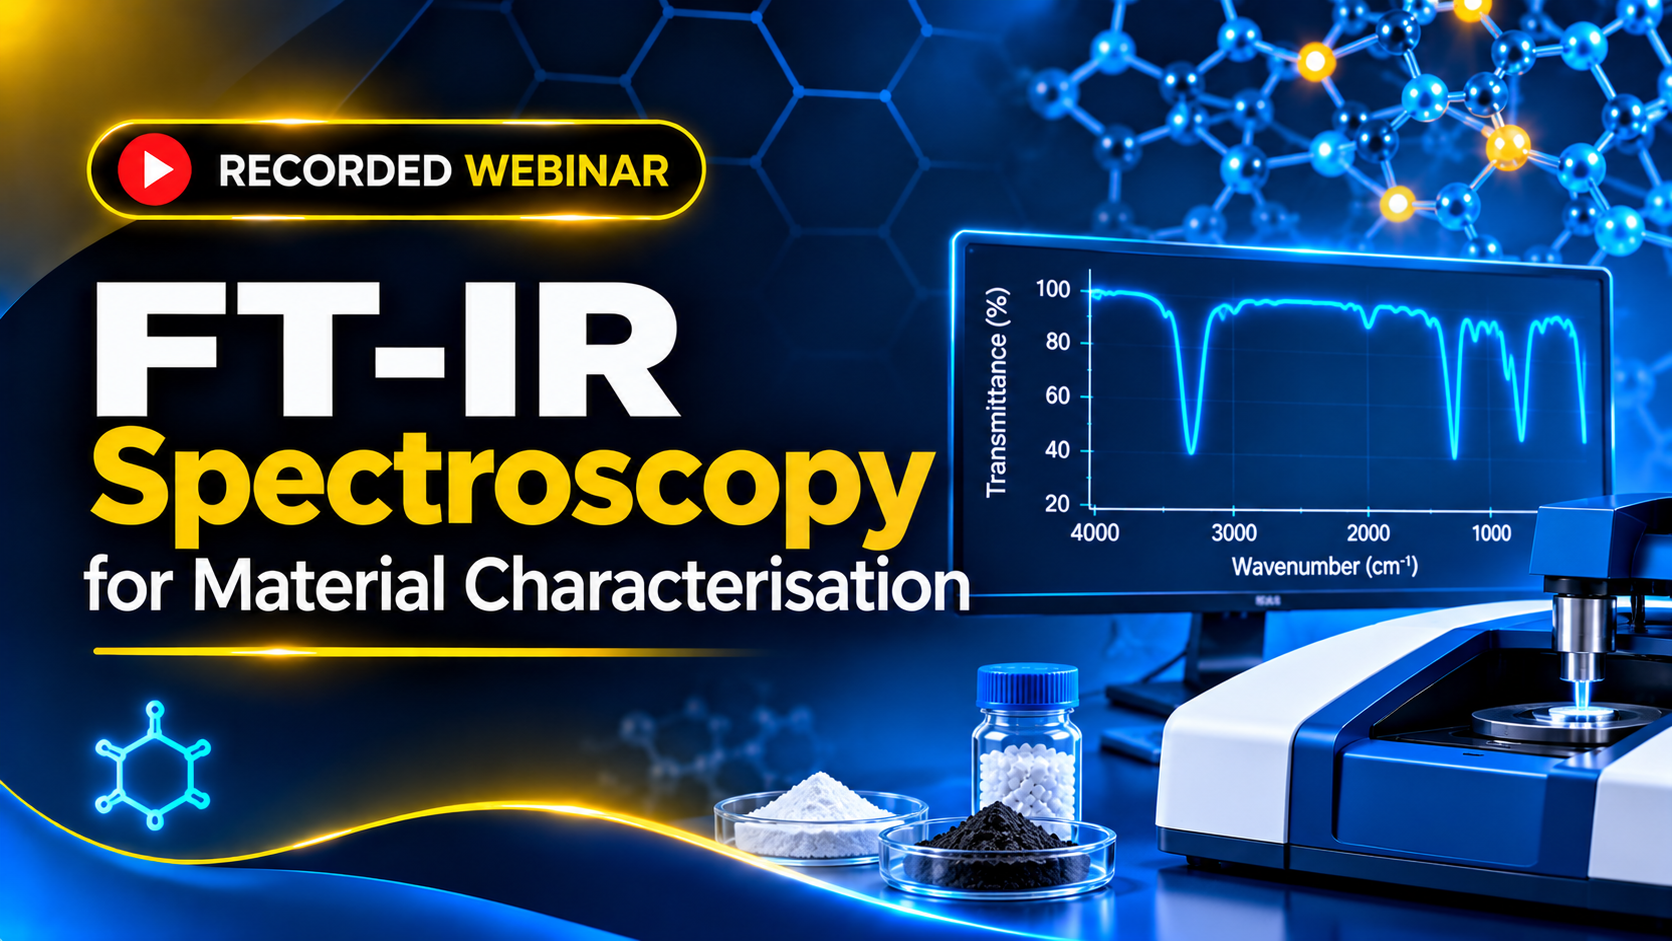 RECORDED WEBINAR
FT-IR
Spectroscopy
for Material Characterisation
Transmittance (%)
100
80
60
40
20
4000 3000 2000 1000
Wavenumber (cm⁻¹)